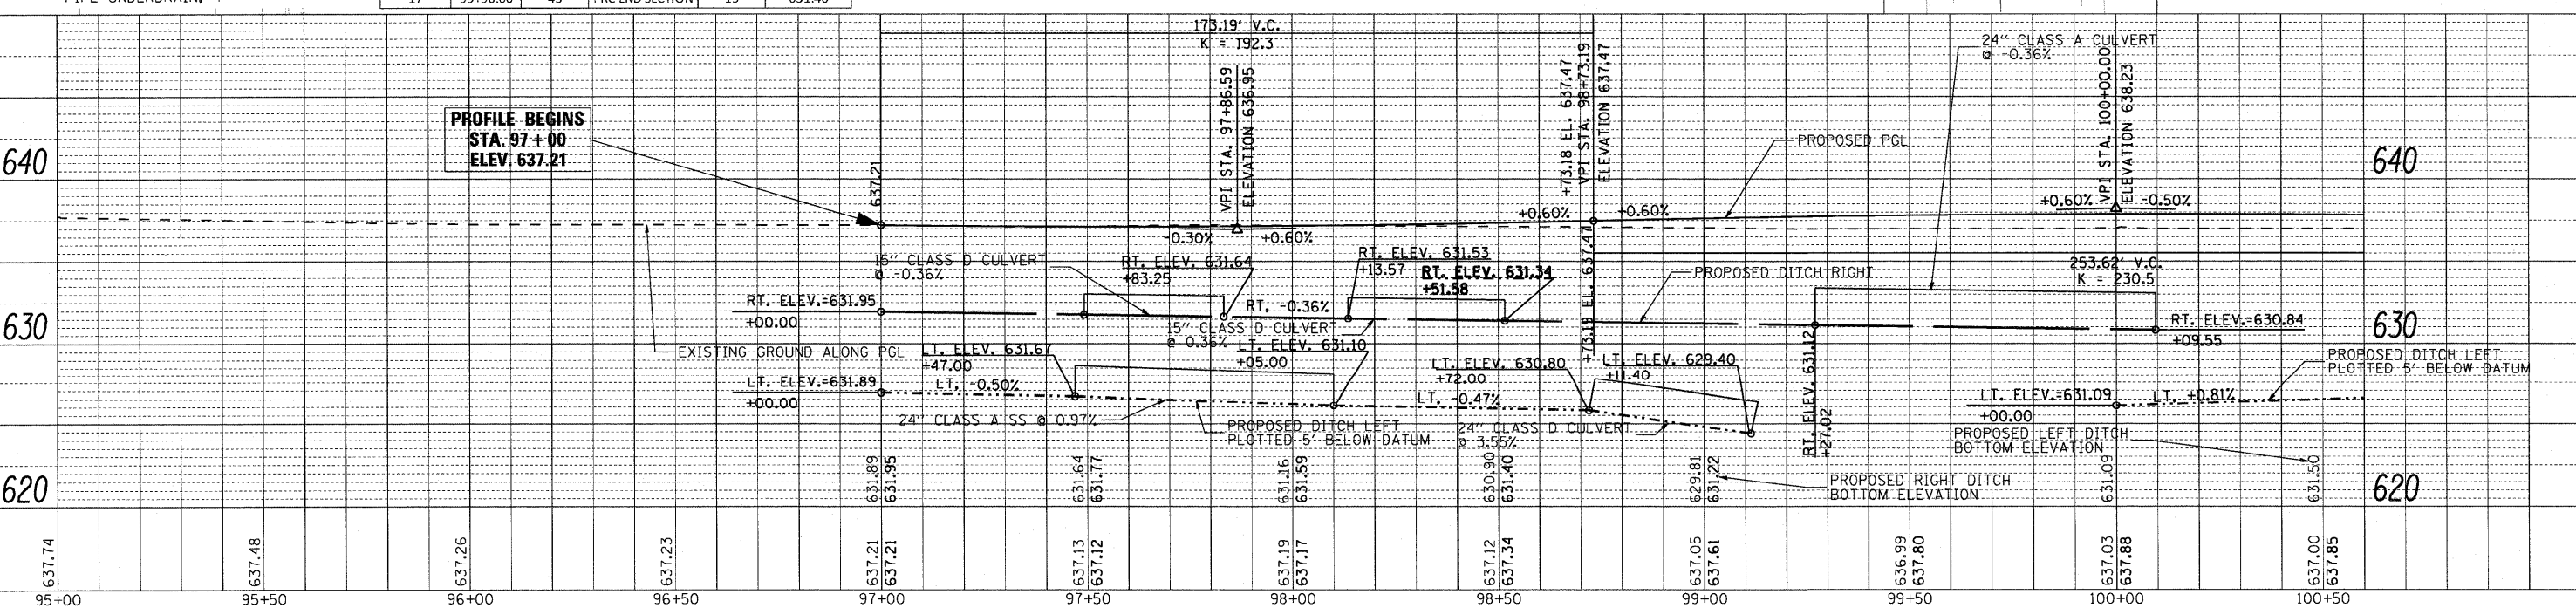 17
45
PRC END SECTION
15
173.19' V.C.
K = 192.3
24" CLASS A CULVERT
@ -0.36%
VPI STA. 97+86.59
ELEVATION 636.95
+73.18 EL. 637.47
VPI STA. 98+73.19
ELEVATION 637.47
VPI STA. 100+00.00
ELEVATION 638.23
PROFILE BEGINS
STA. 97+00
ELEV. 637.21
PROPOSED PGL
640
640
637.21
+0.60%
+0.60%
+0.60%
-0.50%
-0.30%
+0.60%
15" CLASS D CULVERT
@ -0.36%
RT. ELEV. 631.64
+83.25
RT. ELEV. 631.53
+13.57
RT. ELEV. 631.34
+51.58
PROPOSED DITCH RIGHT
253.62' V.C.
K = 230.5
RT. ELEV.=631.95
+00.00
RT. -0.36%
15" CLASS D CULVERT
@ 0.36%
+73.19 EL. 637.47
RT. ELEV. 631.12
+27.02
RT. ELEV.=630.84
+09.55
630
630
EXISTING GROUND ALONG PGL
LT. ELEV. 631.67
+47.00
LT. ELEV. 631.10
+05.00
LT. ELEV. 630.80
+72.00
LT. ELEV. 629.40
+11.40
PROPOSED DITCH LEFT
PLOTTED 5' BELOW DATUM
LT. ELEV.=631.89
+00.00
LT. -0.50%
LT. -0.47%
LT. ELEV.=631.09
+00.00
LT. +0.81%
24" CLASS A SS @ 0.97%
PROPOSED DITCH LEFT
PLOTTED 5' BELOW DATUM
24" CLASS D CULVERT
@ 3.55%
PROPOSED LEFT DITCH
BOTTOM ELEVATION
PROPOSED RIGHT DITCH
BOTTOM ELEVATION
620
620
631.89
631.95
631.64
631.77
631.16
631.59
630.90
631.40
629.81
631.22
631.09
631.50
637.74
637.48
637.26
637.23
637.21
637.21
637.13
637.12
637.19
637.17
637.12
637.34
637.05
637.61
636.99
637.80
637.03
637.88
637.00
637.85
95+00
95+50
96+00
96+50
97+00
97+50
98+00
98+50
99+00
99+50
100+00
100+50